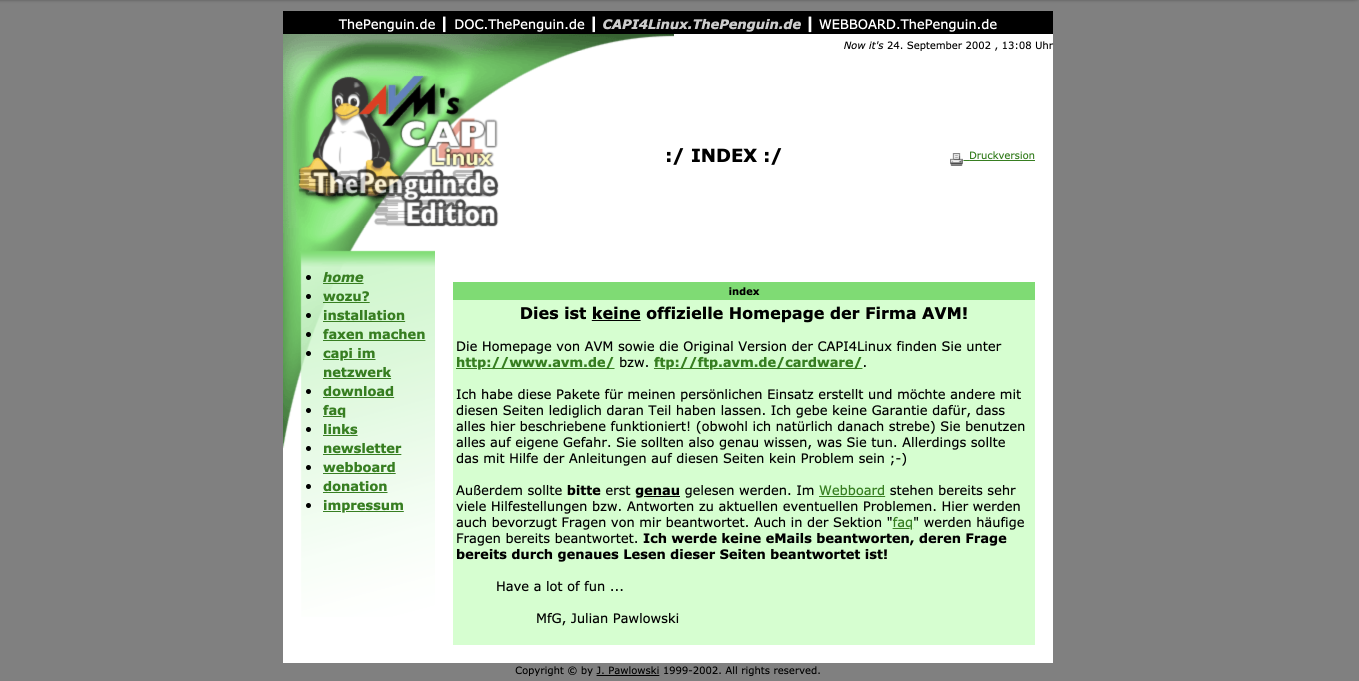 ThePenguin.de | DOC.ThePenguin.de | CAPI4Linux.ThePenguin.de | WEBBOARD.ThePenguin.de
Now it's 24. September 2002 , 13:08 Uhr
AVM's
CAPI 4
Linux
ThePenguin.de
Edition
:/ INDEX :/
Druckversion
home
wozu?
installation
faxen machen
capi im
netzwerk
download
faq
links
newsletter
webboard
donation
impressum
index
Dies ist keine offizielle Homepage der Firma AVM!
Die Homepage von AVM sowie die Original Version der CAPI4Linux finden Sie unter
http://www.avm.de/ bzw. ftp://ftp.avm.de/cardware/.
Ich habe diese Pakete für meinen persönlichen Einsatz erstellt und möchte andere mit
diesen Seiten lediglich daran Teil haben lassen. Ich gebe keine Garantie dafür, dass
alles hier beschriebene funktioniert! (obwohl ich natürlich danach strebe) Sie benutzen
alles auf eigene Gefahr. Sie sollten also genau wissen, was Sie tun. Allerdings sollte
das mit Hilfe der Anleitungen auf diesen Seiten kein Problem sein ;-)
Außerdem sollte bitte erst genau gelesen werden. Im Webboard stehen bereits sehr
viele Hilfestellungen bzw. Antworten zu aktuellen eventuellen Problemen. Hier werden
auch bevorzugt Fragen von mir beantwortet. Auch in der Sektion "faq" werden häufige
Fragen bereits beantwortet. Ich werde keine eMails beantworten, deren Frage
bereits durch genaues Lesen dieser Seiten beantwortet ist!
Have a lot of fun ...
MfG, Julian Pawlowski
Copyright © by J. Pawlowski 1999-2002. All rights reserved.